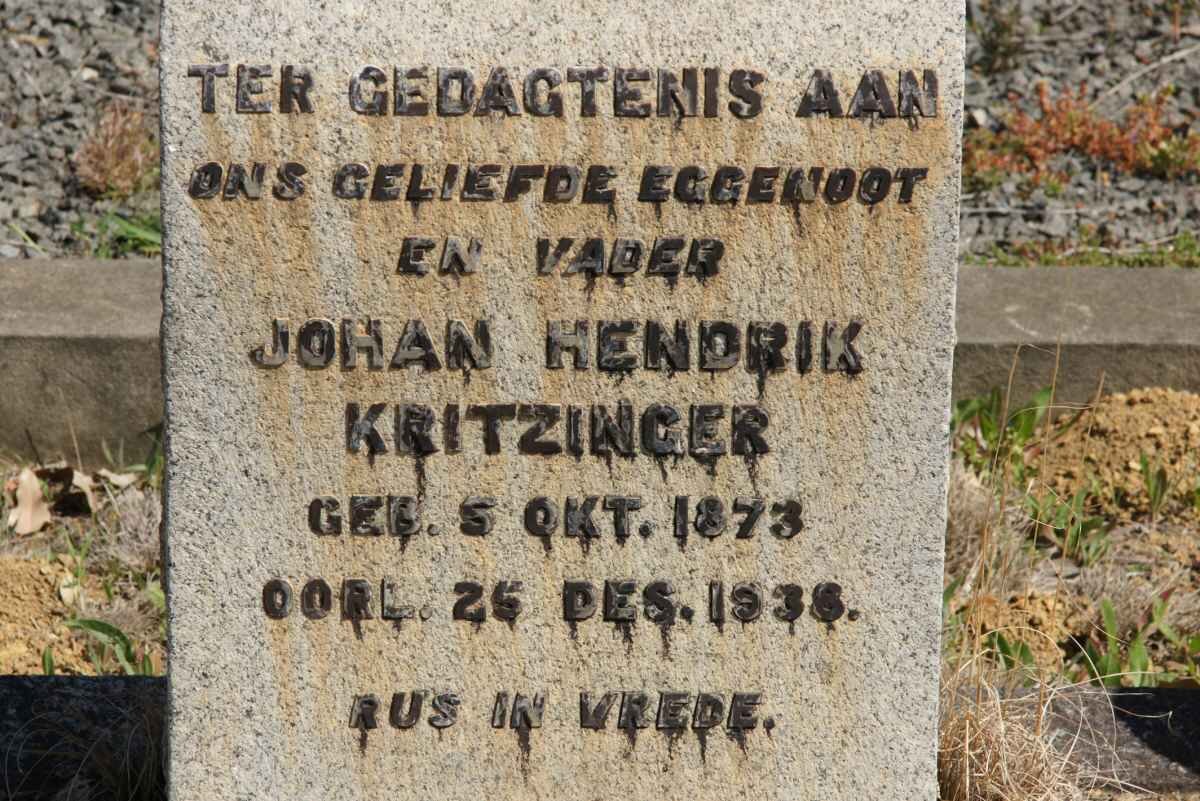 TER GEDAGTENIS AAN
ONS GELIEFDE EGGENOOT
EN VADER
JOHAN HENDRIK
KRITZINGER
GEB. 5 OKT. 1873
OORL. 25 DES. 1936.
RUS IN VREDE.